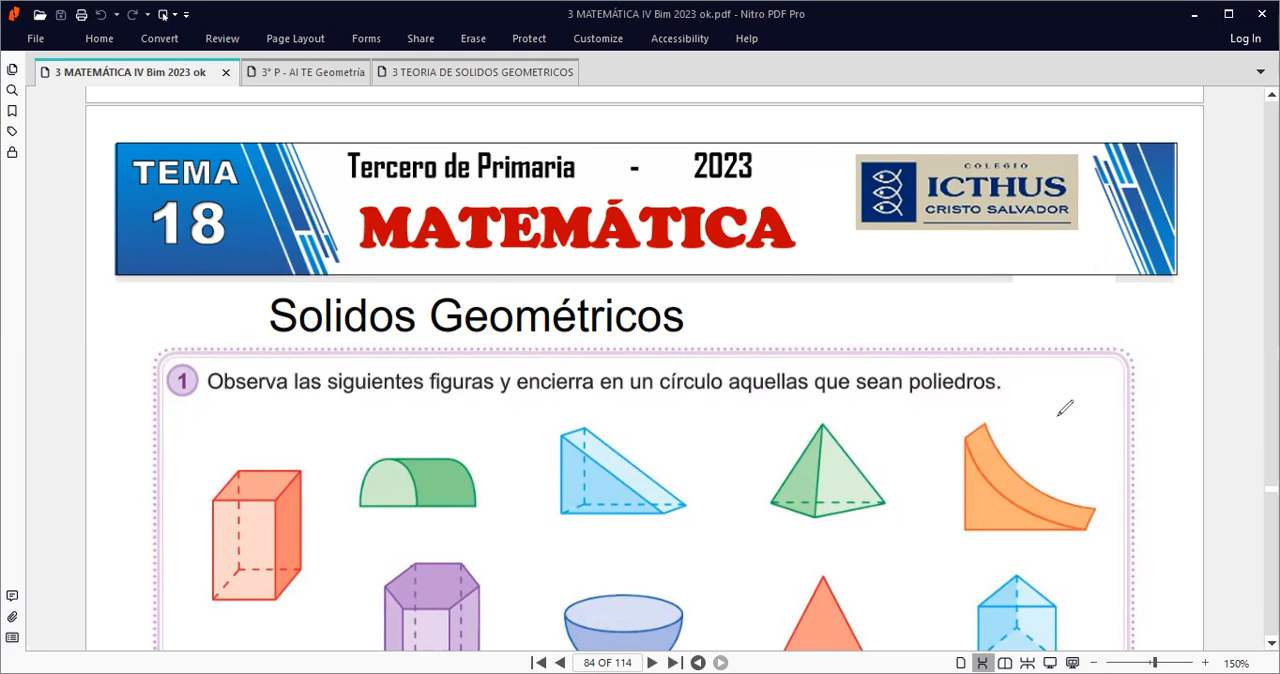 3 MATEMÁTICA IV Bim 2023 ok.pdf - Nitro PDF Pro
File Home Convert Review Page Layout Forms Share Erase Protect Customize Accessibility Help Log In
3 MATEMÁTICA IV Bim 2023 ok 3° P - AI TE Geometría 3 TEORIA DE SOLIDOS GEOMETRICOS
TEMA
18
Tercero de Primaria - 2023
MATEMÁTICA
COLEGIO
ICTHUS
CRISTO SALVADOR
Solidos Geométricos
1 Observa las siguientes figuras y encierra en un círculo aquellas que sean poliedros.
84 OF 114
150%